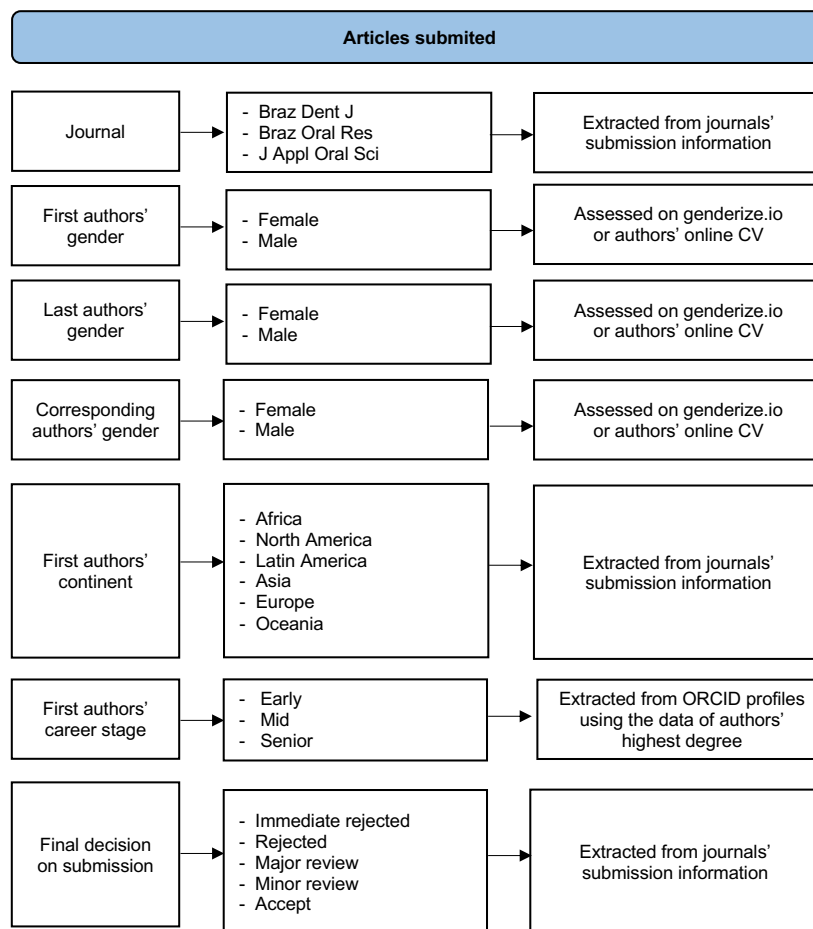 Articles submited
Journal
- Braz Dent J
- Braz Oral Res
- J Appl Oral Sci
Extracted from journals'
submission information
First authors'
gender
- Female
- Male
Assessed on genderize.io
or authors' online CV
Last authors'
gender
- Female
- Male
Assessed on genderize.io
or authors' online CV
Corresponding
authors' gender
- Female
- Male
Assessed on genderize.io
or authors' online CV
First authors'
continent
- Africa
- North America
- Latin America
- Asia
- Europe
- Oceania
Extracted from journals'
submission information
First authors'
career stage
- Early
- Mid
- Senior
Extracted from ORCID profiles
using the data of authors'
highest degree
Final decision
on submission
- Immediate rejected
- Rejected
- Major review
- Minor review
- Accept
Extracted from journals'
submission information